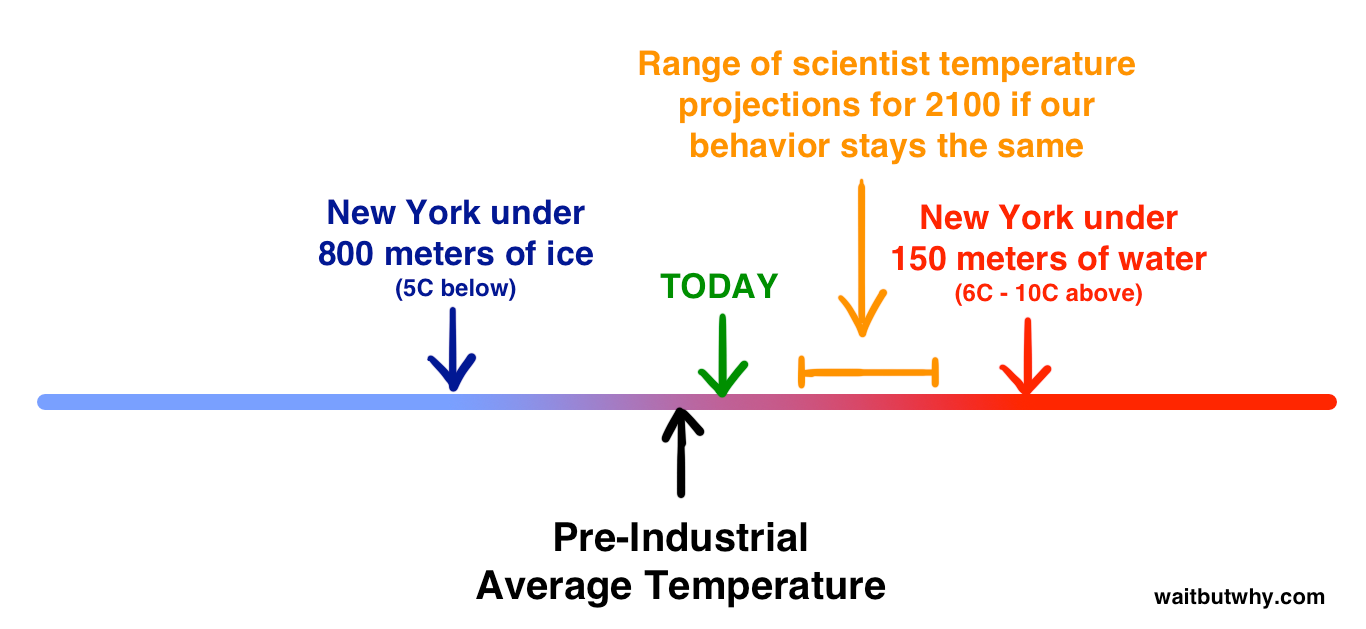 Range of scientist temperature
projections for 2100 if our
behavior stays the same
New York under
800 meters of ice
(5C below)
TODAY
New York under
150 meters of water
(6C - 10C above)
Pre-Industrial
Average Temperature
waitbutwhy.com